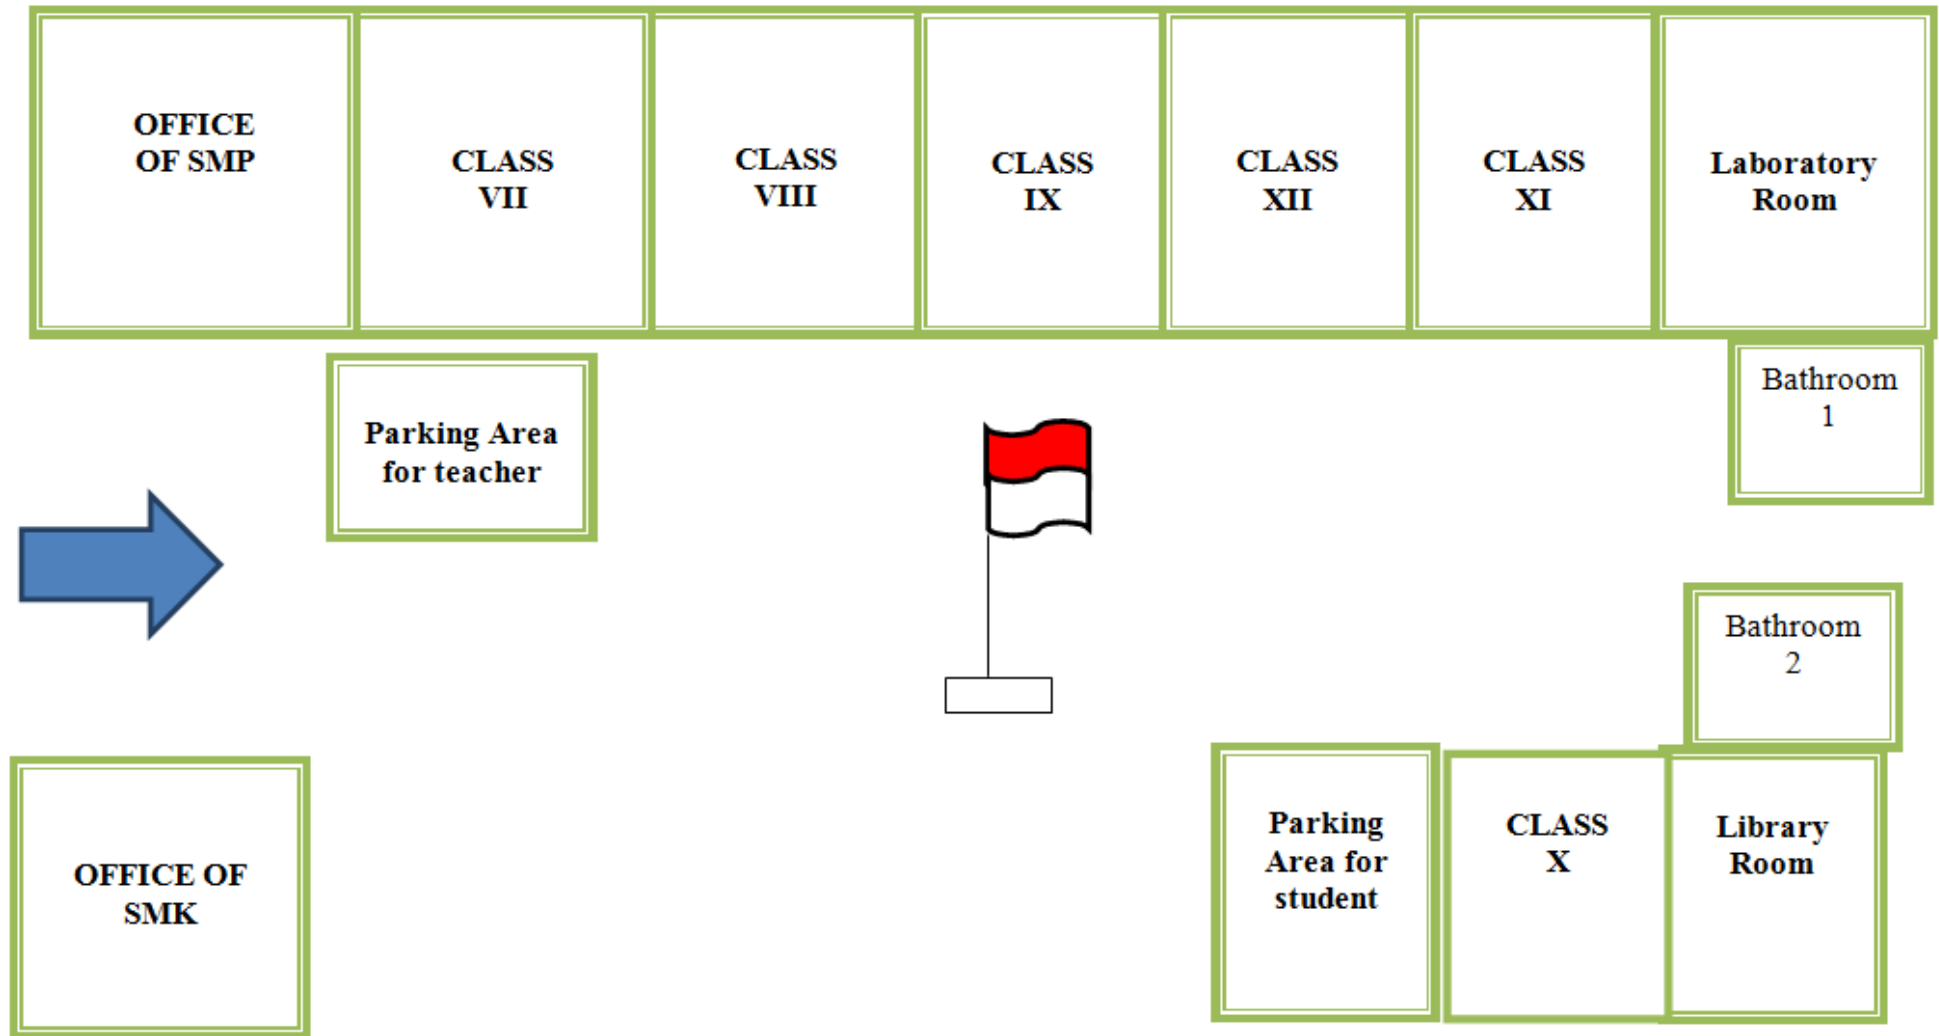 OFFICE
OF SMP
CLASS
VII
CLASS
VIII
CLASS
IX
CLASS
XII
CLASS
XI
Laboratory
Room
Parking Area
for teacher
Bathroom
1
Bathroom
2
OFFICE OF
SMK
Parking
Area for
student
CLASS
X
Library
Room